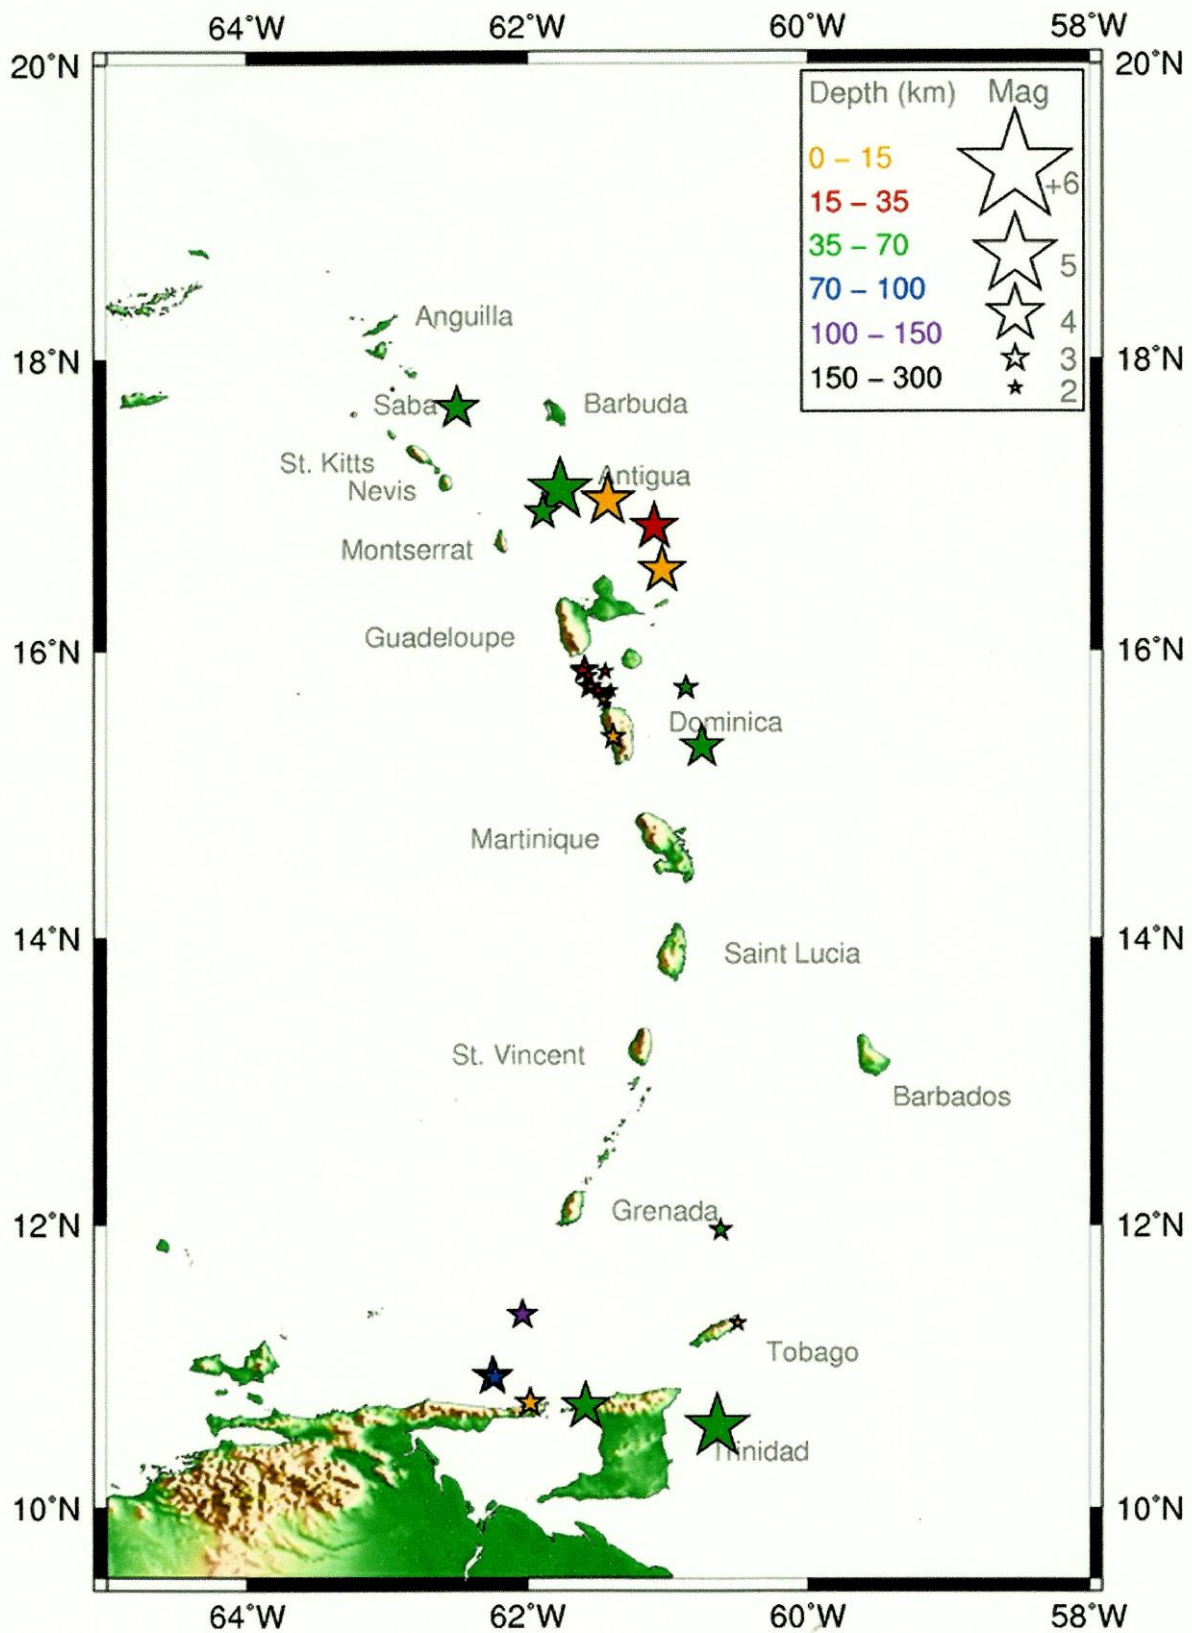 64°W 62°W 60°W 58°W
20°N 20°N
Depth (km) Mag
0 – 15
+6
15 – 35
35 – 70
5
70 – 100
4
100 – 150
3
150 – 300
2
Anguilla
18°N 18°N
Saba Barbuda
St. Kitts
Antigua
Nevis
Montserrat
Guadeloupe
16°N 16°N
Dominica
Martinique
14°N 14°N
Saint Lucia
St. Vincent
Barbados
Grenada
12°N 12°N
Tobago
Trinidad
10°N 10°N
64°W 62°W 60°W 58°W